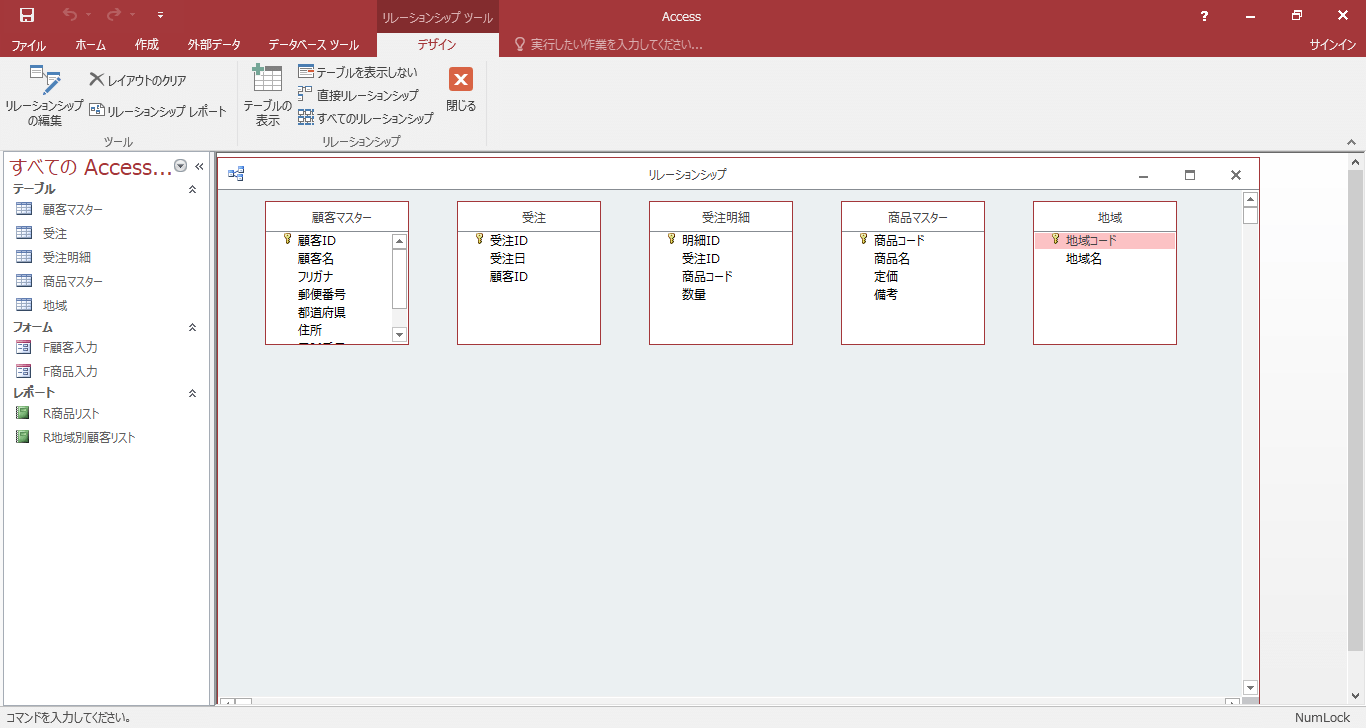 リレーションシップ ツール
Access
?
ファイル
ホーム
作成
外部データ
データベース ツール
デザイン
実行したい作業を入力してください...
サインイン
リレーションシップ
の編集
レイアウトのクリア
リレーションシップ レポート
ツール
テーブルの
表示
テーブルを表示しない
直接リレーションシップ
すべてのリレーションシップ
閉じる
リレーションシップ
すべての Access...
テーブル
顧客マスター
受注
受注明細
商品マスター
地域
フォーム
F顧客入力
F商品入力
レポート
R商品リスト
R地域別顧客リスト
リレーションシップ
顧客マスター
顧客ID
顧客名
フリガナ
郵便番号
都道府県
住所
受注
受注ID
受注日
顧客ID
受注明細
明細ID
受注ID
商品コード
数量
商品マスター
商品コード
商品名
定価
備考
地域
地域コード
地域名
コマンドを入力してください。
NumLock